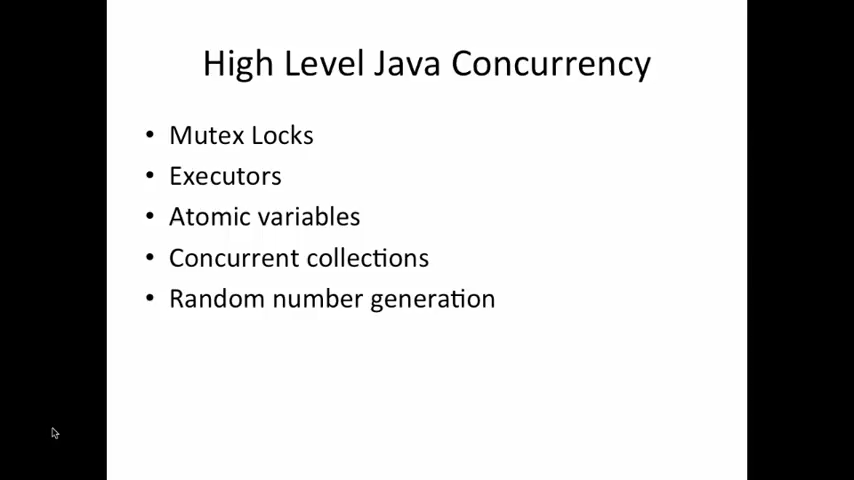 High Level Java Concurrency
• Mutex Locks
• Executors
• Atomic variables
• Concurrent collections
• Random number generation